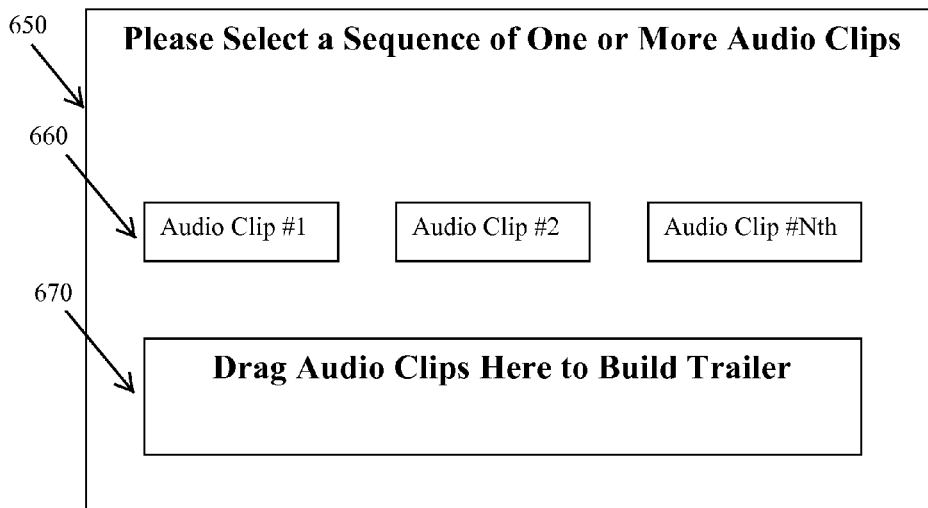 650
Please Select a Sequence of One or More Audio Clips
660
Audio Clip #1 Audio Clip #2 Audio Clip #Nth
670
Drag Audio Clips Here to Build Trailer